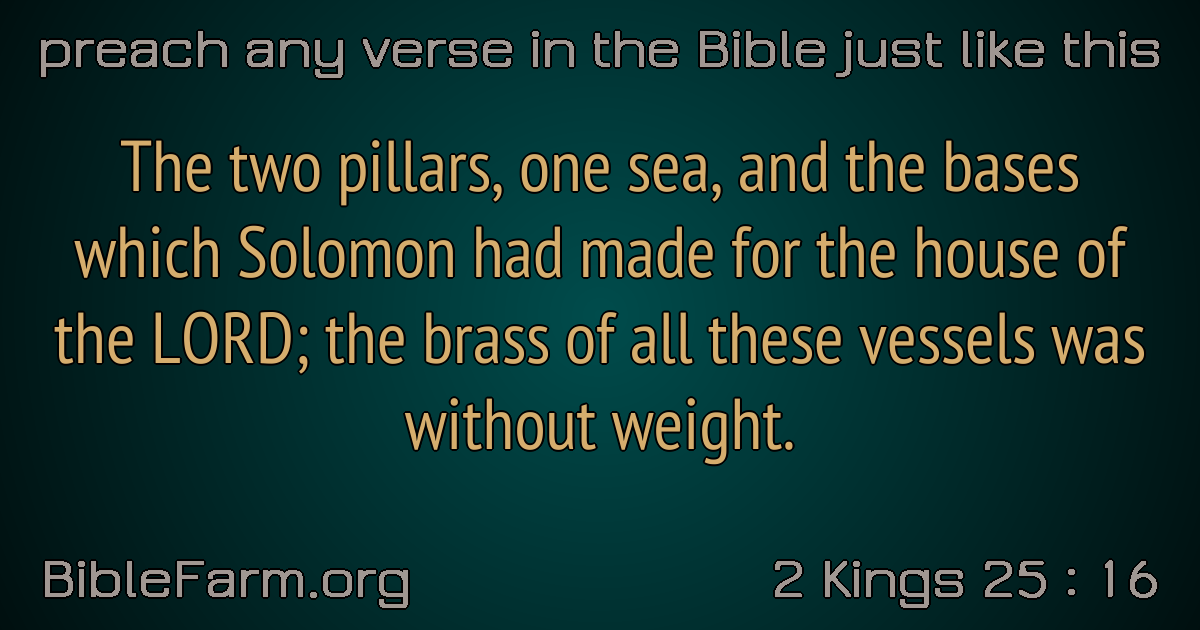 preach any verse in the Bible just like this
The two pillars, one sea, and the bases
which Solomon had made for the house of
the LORD; the brass of all these vessels was
without weight.
BibleFarm.org
2 Kings 25 : 16